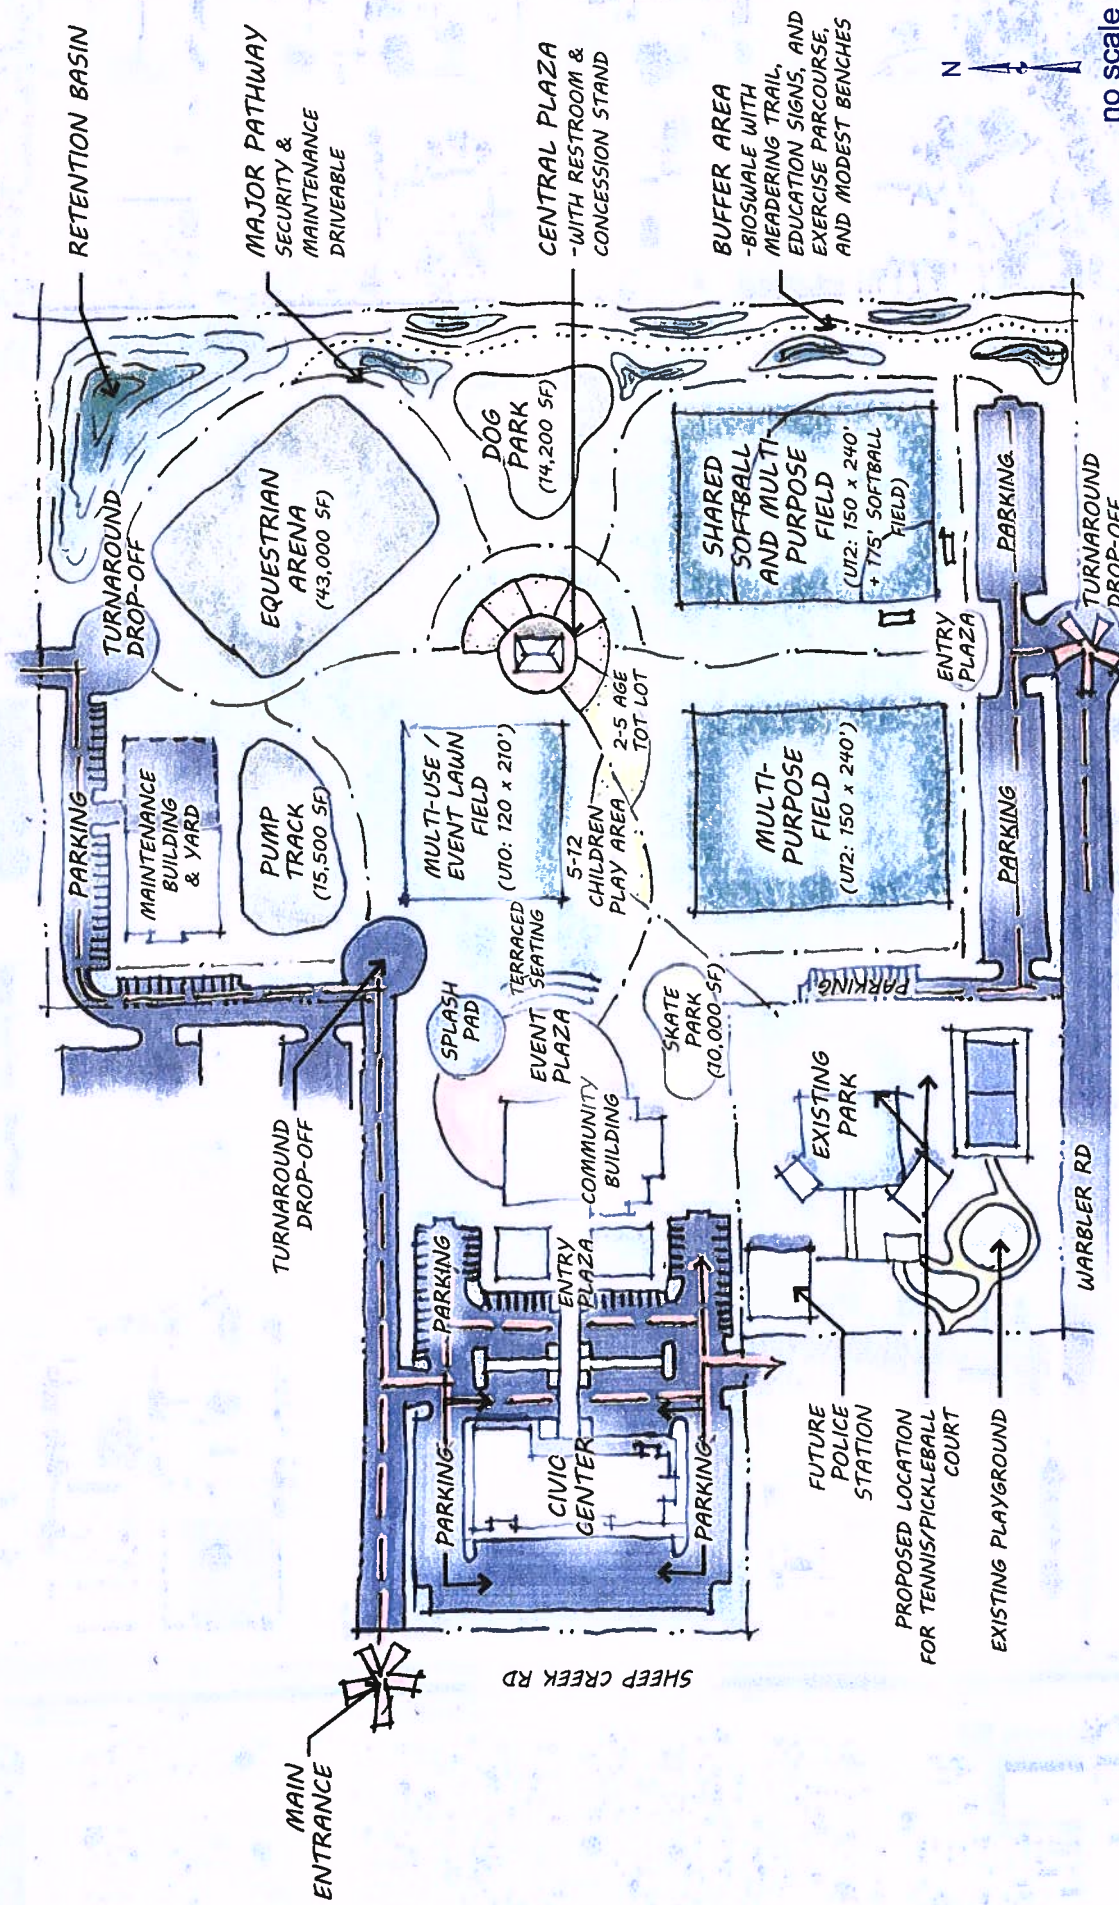 RETENTION BASIN
MAJOR PATHWAY
SECURITY &
MAINTENANCE
DRIVEABLE
CENTRAL PLAZA
-WITH RESTROOM &
CONCESSION STAND
BUFFER AREA
-BIOSWALE WITH
MEADERING TRAIL,
EDUCATION SIGNS, AND
EXERCISE PARCOURSE,
AND MODEST BENCHES
N
no scale
TURNAROUND
DROP-OFF
EQUESTRIAN
ARENA
(43,000 SF)
DOG
PARK
(14,200 SF)
SHARED
SOFTBALL
AND MULTI-
PURPOSE
FIELD
(U12: 150 x 240'
+ 175' SOFTBALL
FIELD)
PARKING
TURNAROUND
DROP-OFF
ENTRY
PLAZA
PARKING
MAINTENANCE
BUILDING
& YARD
PUMP
TRACK
(15,500 SF)
MULTI-USE /
EVENT LAWN
FIELD
(U10: 120 x 210')
2-5 AGE
TOT LOT
5-12
CHILDREN
PLAY AREA
MULTI-
PURPOSE
FIELD
(U12: 150 x 240')
PARKING
TERRACED
SEATING
SPLASH
PAD
EVENT
PLAZA
SKATE
PARK
(10,000 SF)
PARKING
COMMUNITY
BUILDING
EXISTING
PARK
WARBLER RD
TURNAROUND
DROP-OFF
PARKING
ENTRY
PLAZA
PARKING
CIVIC
CENTER
PARKING
FUTURE
POLICE
STATION
PROPOSED LOCATION
FOR TENNIS/PICKLEBALL
COURT
EXISTING PLAYGROUND
SHEEP CREEK RD
MAIN
ENTRANCE